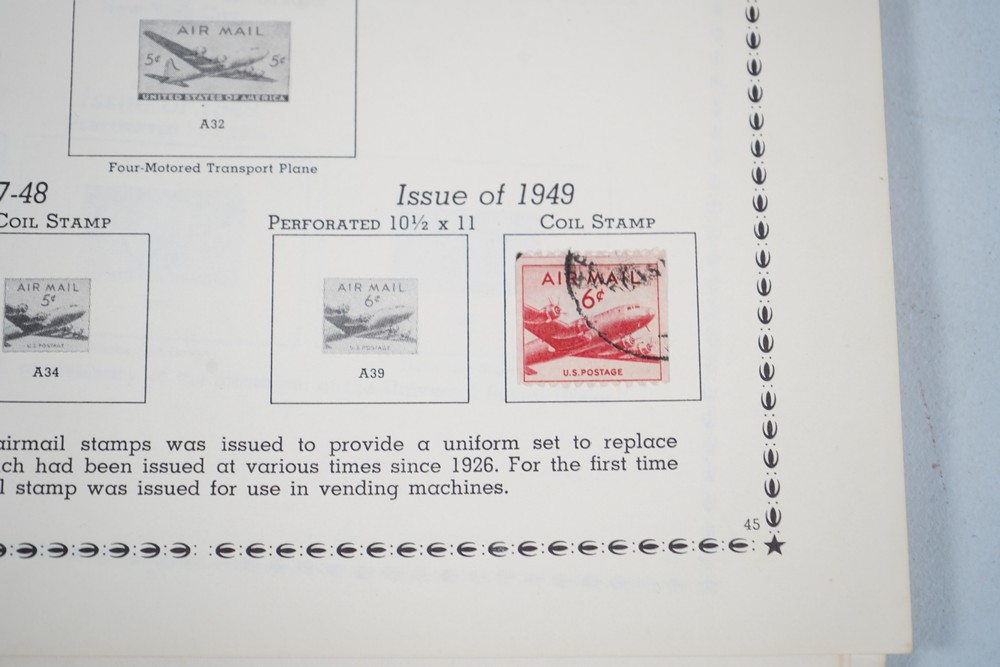 AIR MAIL
5¢ 5¢
UNITED STATES OF AMERICA
A32
Four-Motored Transport Plane
7-48
Issue of 1949
COIL STAMP
PERFORATED 10½ x 11
COIL STAMP
AIR MAIL
5¢
U.S. POSTAGE
A34
AIR MAIL
6¢
U.S. POSTAGE
A39
AIR MAIL
6¢
U.S. POSTAGE
airmail stamps was issued to provide a uniform set to replace
ch had been issued at various times since 1926. For the first time
l stamp was issued for use in vending machines.
45